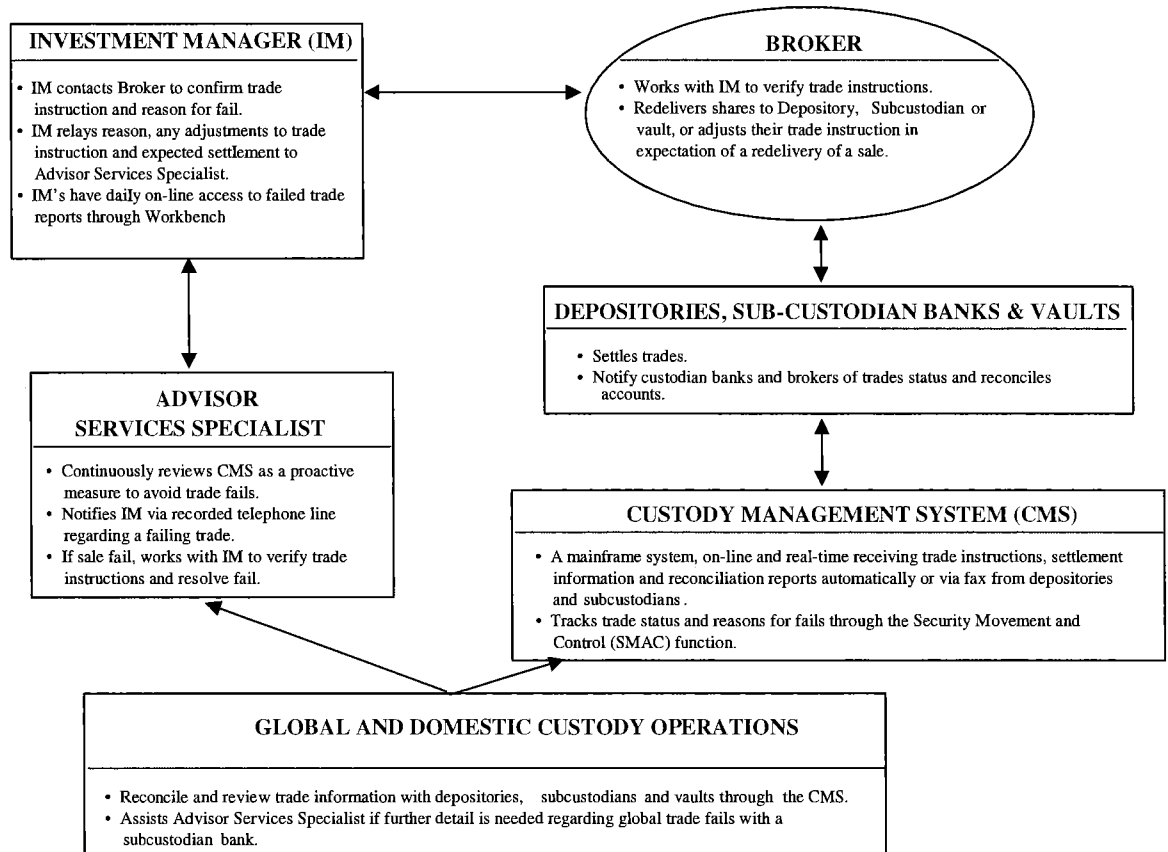 INVESTMENT MANAGER (IM)
• IM contacts Broker to confirm trade
instruction and reason for fail.
• IM relays reason, any adjustments to trade
instruction and expected settlement to
Advisor Services Specialist.
• IM's have daily on-line access to failed trade
reports through Workbench
BROKER
• Works with IM to verify trade instructions.
• Redelivers shares to Depository, Subcustodian or
vault, or adjusts their trade instruction in
expectation of a redelivery of a sale.
DEPOSITORIES, SUB-CUSTODIAN BANKS & VAULTS
• Settles trades.
• Notify custodian banks and brokers of trades status and reconciles
accounts.
ADVISOR
SERVICES SPECIALIST
• Continuously reviews CMS as a proactive
measure to avoid trade fails.
• Notifies IM via recorded telephone line
regarding a failing trade.
• If sale fail, works with IM to verify trade
instructions and resolve fail.
CUSTODY MANAGEMENT SYSTEM (CMS)
• A mainframe system, on-line and real-time receiving trade instructions, settlement
information and reconciliation reports automatically or via fax from depositories
and subcustodians.
• Tracks trade status and reasons for fails through the Security Movement and
Control (SMAC) function.
GLOBAL AND DOMESTIC CUSTODY OPERATIONS
• Reconcile and review trade information with depositories, subcustodians and vaults through the CMS.
• Assists Advisor Services Specialist if further detail is needed regarding global trade fails with a
subcustodian bank.